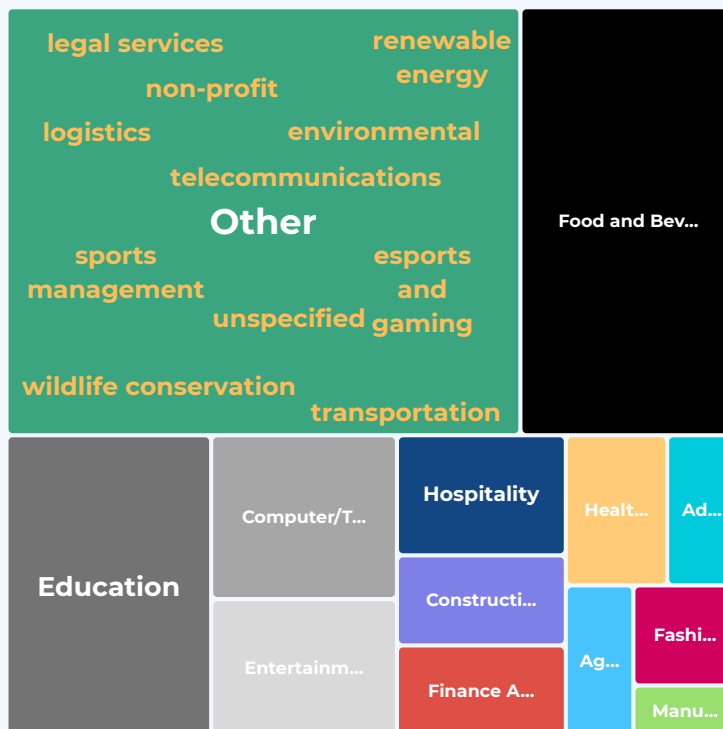 legal services
renewable
energy
non-profit
logistics
environmental
telecommunications
Other
sports
management
esports
and
gaming
unspecified
wildlife conservation
transportation
Food and Bev...
Education
Computer/T...
Entertainm...
Hospitality
Constructi...
Finance A...
Healt...
Ad...
Ag...
Fashi...
Manu...